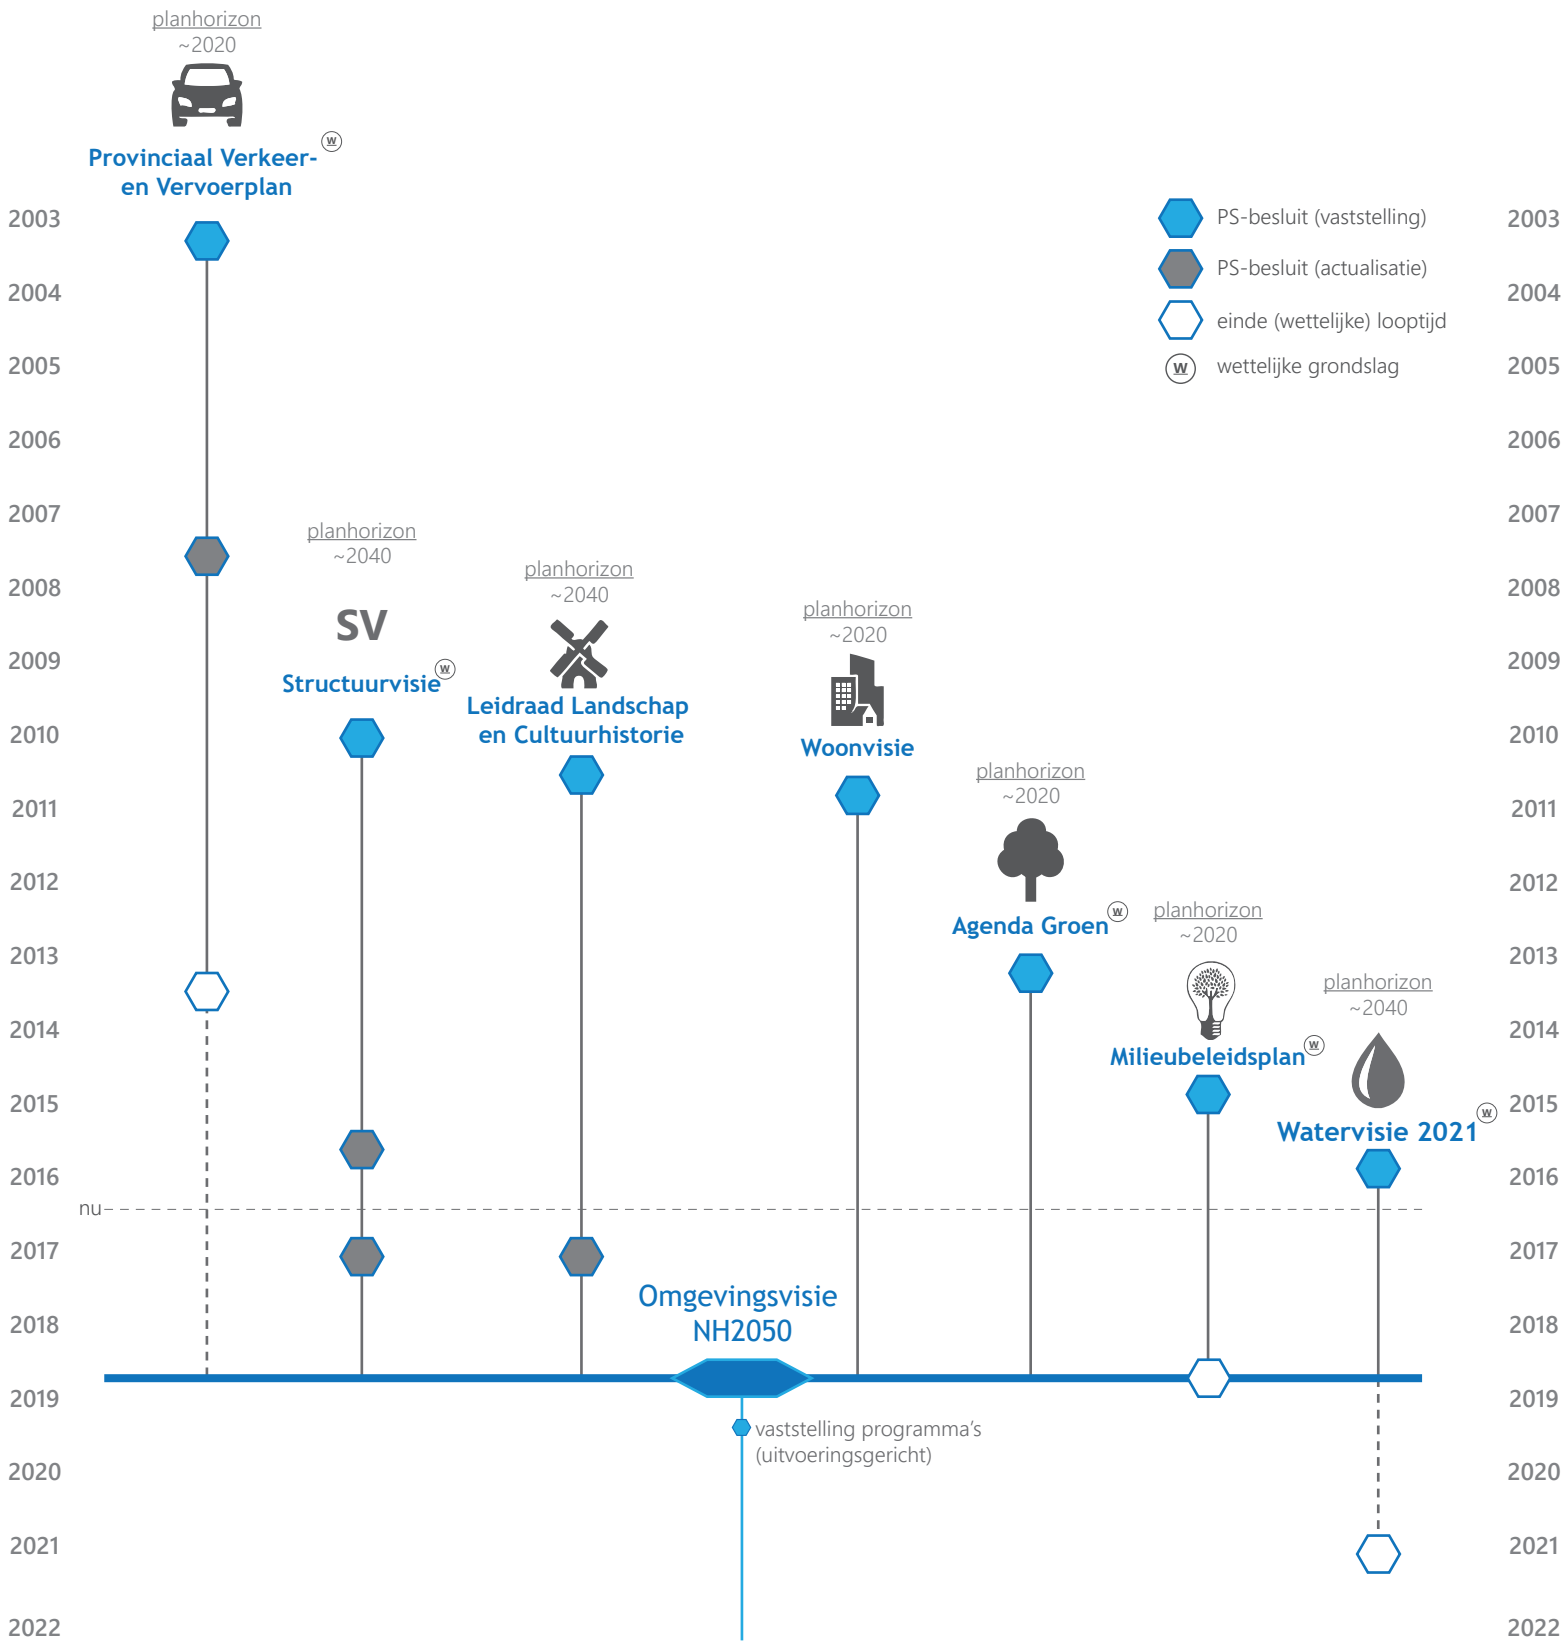 planhorizon
~2020
Provinciaal Verkeer-
en Vervoerplan
W
2003
2004
2005
2006
2007
2008
2009
2010
2011
2012
2013
2014
2015
2016
nu
2017
2018
2019
2020
2021
2022
planhorizon
~2040
SV
Structuurvisie
W
planhorizon
~2040
Leidraad Landschap
en Cultuurhistorie
planhorizon
~2020
Woonvisie
planhorizon
~2020
Agenda Groen
W
planhorizon
~2020
Milieubeleidsplan
W
planhorizon
~2040
Watervisie 2021
W
Omgevingsvisie
NH2050
vaststelling programma's
(uitvoeringsgericht)
PS-besluit (vaststelling)
PS-besluit (actualisatie)
einde (wettelijke) looptijd
W wettelijke grondslag
2003
2004
2005
2006
2007
2008
2009
2010
2011
2012
2013
2014
2015
2016
2017
2018
2019
2020
2021
2022